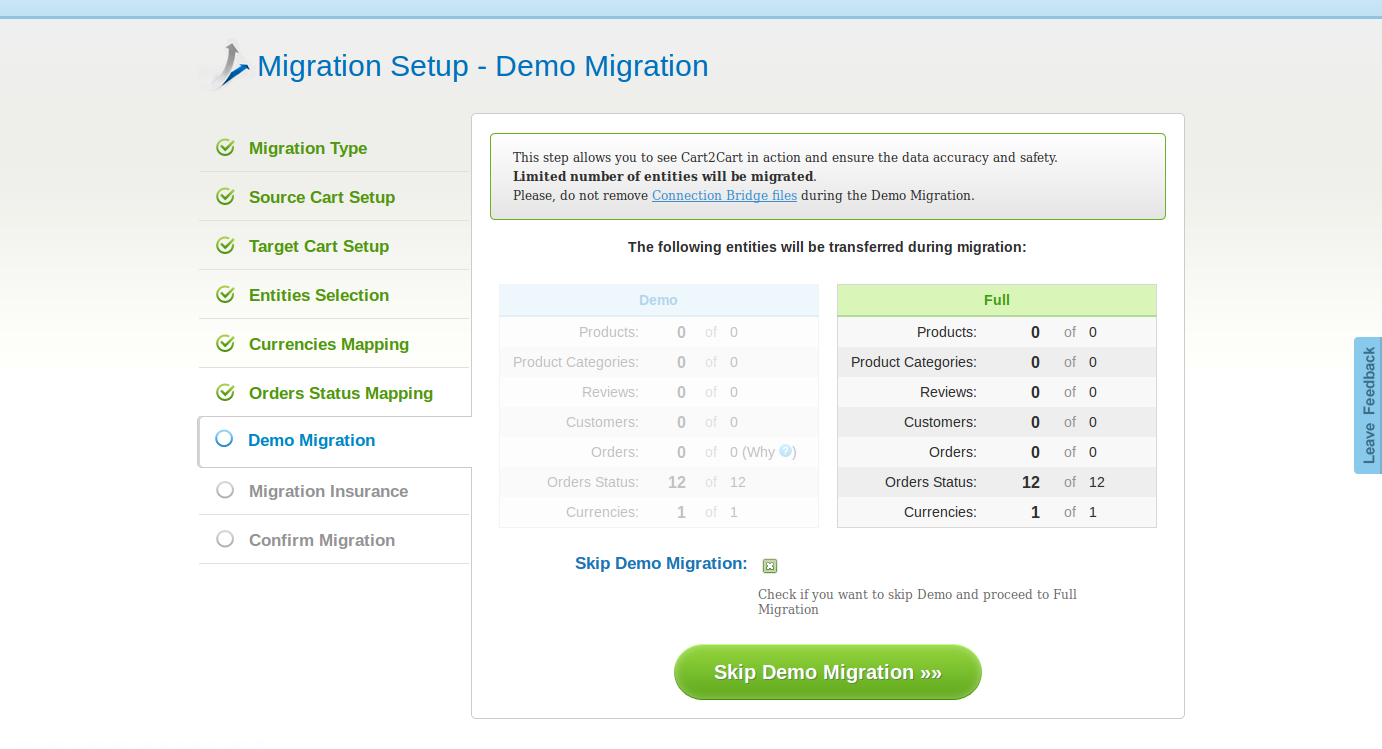 Migration Setup - Demo Migration
Migration Type
Source Cart Setup
Target Cart Setup
Entities Selection
Currencies Mapping
Orders Status Mapping
Demo Migration
Migration Insurance
Confirm Migration
This step allows you to see Cart2Cart in action and ensure the data accuracy and safety.
Limited number of entities will be migrated.
Please, do not remove Connection Bridge files during the Demo Migration.
The following entities will be transferred during migration:
Demo
Products: 0 of 0
Product Categories: 0 of 0
Reviews: 0 of 0
Customers: 0 of 0
Orders: 0 of 0 (Why ?)
Orders Status: 12 of 12
Currencies: 1 of 1
Full
Products: 0 of 0
Product Categories: 0 of 0
Reviews: 0 of 0
Customers: 0 of 0
Orders: 0 of 0
Orders Status: 12 of 12
Currencies: 1 of 1
Skip Demo Migration:
Check if you want to skip Demo and proceed to Full
Migration
Skip Demo Migration »»
Leave Feedback